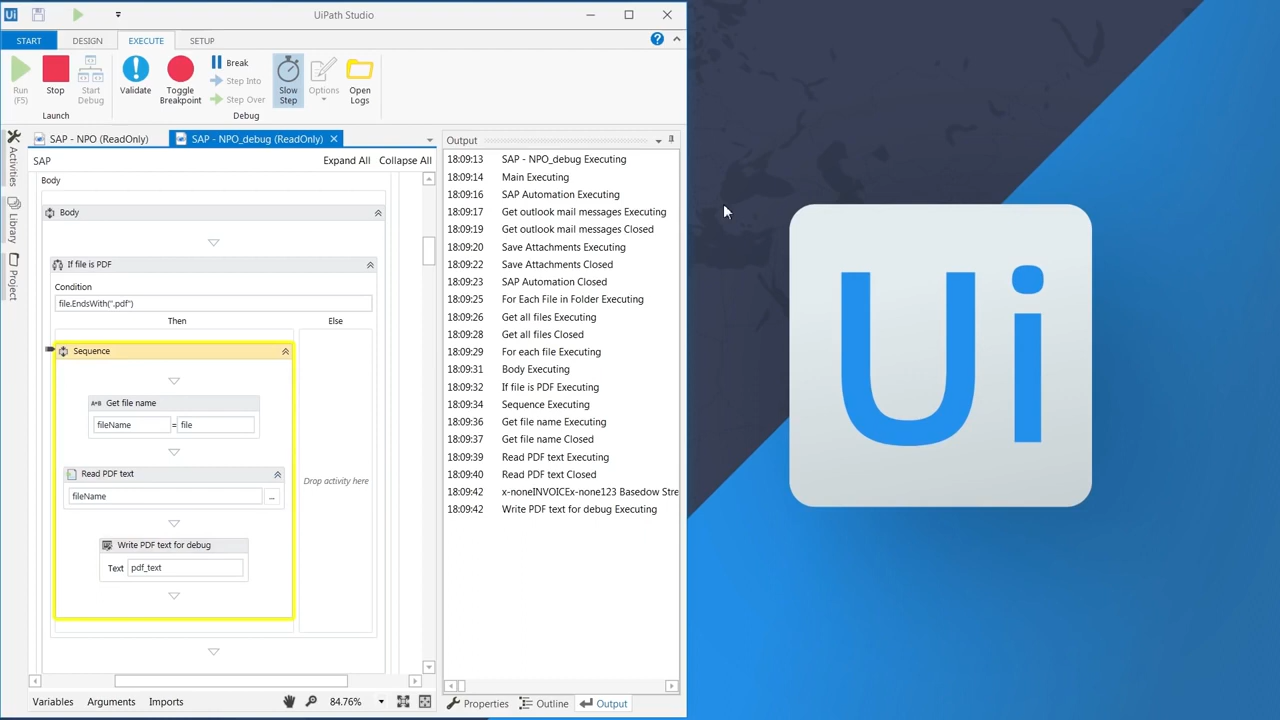 Ui
UiPath Studio
START DESIGN EXECUTE SETUP
Run (F5)
Stop
Start Debug
Launch
Validate
Toggle Breakpoint
Break
Step Into
Step Over
Debug
Slow Step
Options
Open Logs
Activities
Library
Project
SAP - NPO (ReadOnly)
SAP - NPO_debug (ReadOnly)
SAP
Expand All Collapse All
Body
Body
If file is PDF
Condition
file.EndsWith(".pdf")
Then Else
Sequence
A+B Get file name
fileName = file
Read PDF text
fileName ...
Drop activity here
Write PDF text for debug
Text pdf_text
Variables Arguments Imports
84.76%
Output
18:09:13 SAP - NPO_debug Executing
18:09:14 Main Executing
18:09:16 SAP Automation Executing
18:09:17 Get outlook mail messages Executing
18:09:19 Get outlook mail messages Closed
18:09:20 Save Attachments Executing
18:09:22 Save Attachments Closed
18:09:23 SAP Automation Closed
18:09:25 For Each File in Folder Executing
18:09:26 Get all files Executing
18:09:28 Get all files Closed
18:09:29 For each file Executing
18:09:31 Body Executing
18:09:32 If file is PDF Executing
18:09:34 Sequence Executing
18:09:36 Get file name Executing
18:09:37 Get file name Closed
18:09:39 Read PDF text Executing
18:09:40 Read PDF text Closed
18:09:42 x-noneINVOICEx-none123 Basedow Stre
18:09:42 Write PDF text for debug Executing
Properties Outline Output
Ui